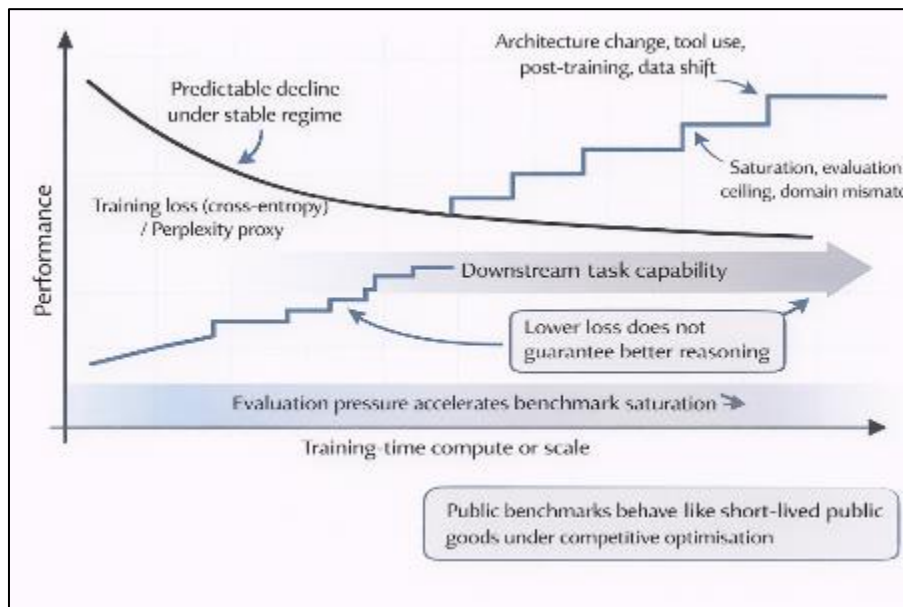 Architecture change, tool use,
post-training, data shift
Predictable decline
under stable regime
Saturation, evaluation
ceiling, domain mismatc
Training loss (cross-entropy)
/ Perplexity proxy
Performance
Downstream task capability
Lower loss does not
guarantee better reasoning
Evaluation pressure accelerates benchmark saturation
Training-time compute or scale
Public benchmarks behave like short-lived public
goods under competitive optimisation